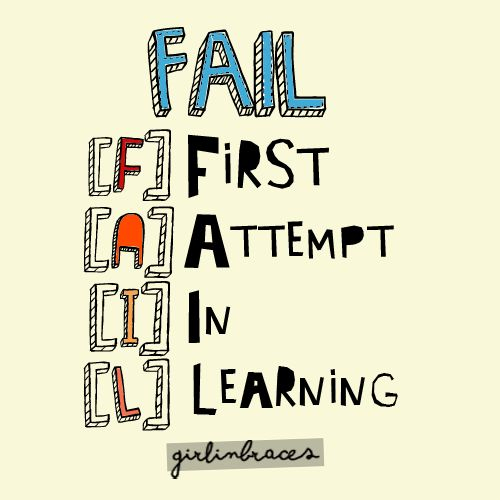 FAIL
[F] FiRST
[A] ATTEMPT
[I] IN
[L] LEARNING
girlinbraces